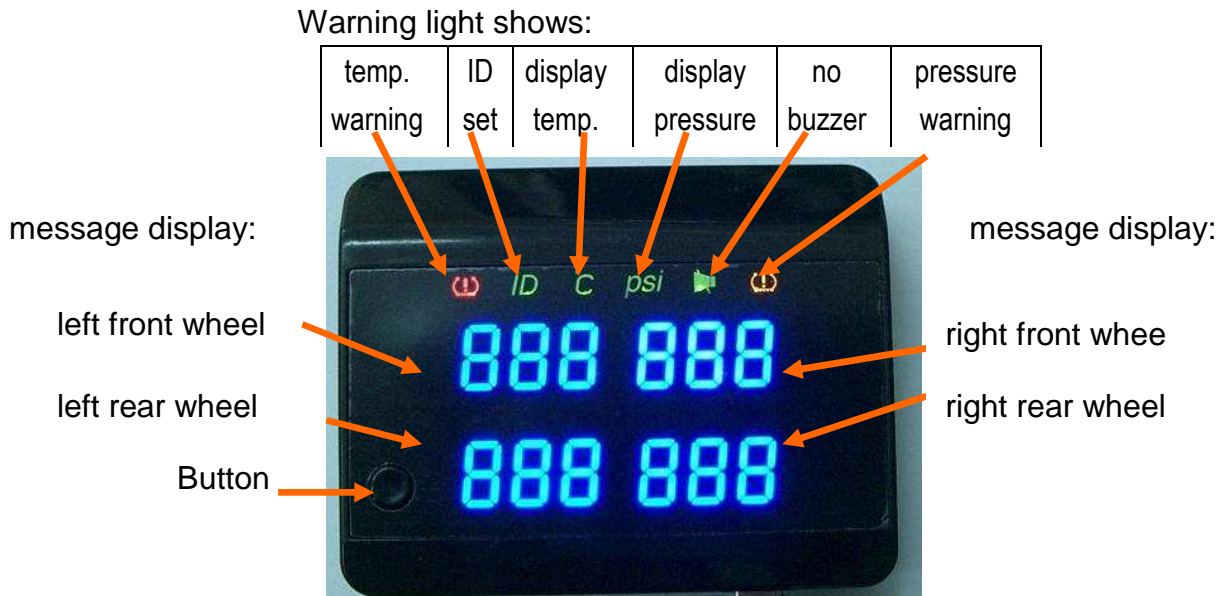 Warning light shows:
temp. warning ID set display temp. display pressure no buzzer pressure warning
message display: message display:
ID C psi
left front wheel 888 888 right front whee
left rear wheel 888 888 right rear wheel
Button